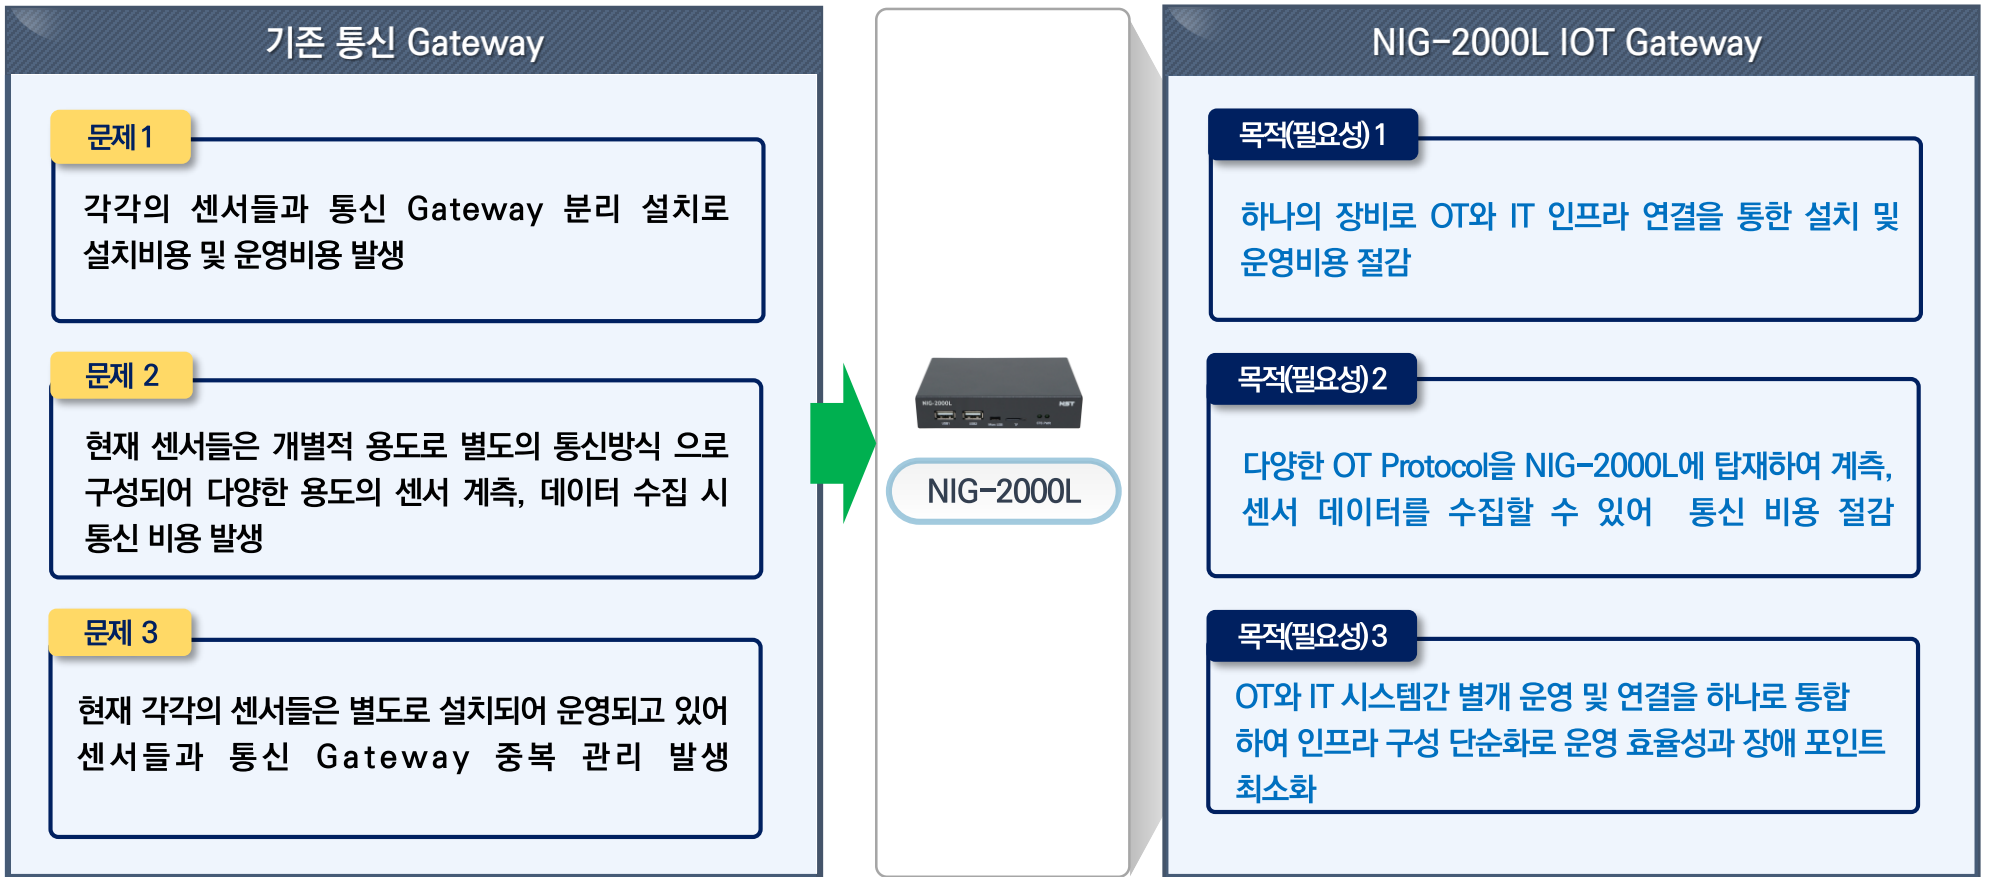 기존 통신 Gateway
문제 1
각각의 센서들과 통신 Gateway 분리 설치로
설치비용 및 운영비용 발생
문제 2
현재 센서들은 개별적 용도로 별도의 통신방식 으로
구성되어 다양한 용도의 센서 계측, 데이터 수집 시
통신 비용 발생
문제 3
현재 각각의 센서들은 별도로 설치되어 운영되고 있어
센서들과 통신 Gateway 중복 관리 발생
NIG-2000L
USB1
USB2
NIG-2000L
NIG-2000L IOT Gateway
목적(필요성) 1
하나의 장비로 OT와 IT 인프라 연결을 통한 설치 및
운영비용 절감
목적(필요성) 2
다양한 OT Protocol을 NIG-2000L에 탑재하여 계측,
센서 데이터를 수집할 수 있어 통신 비용 절감
목적(필요성) 3
OT와 IT 시스템간 별개 운영 및 연결을 하나로 통합
하여 인프라 구성 단순화로 운영 효율성과 장애 포인트
최소화